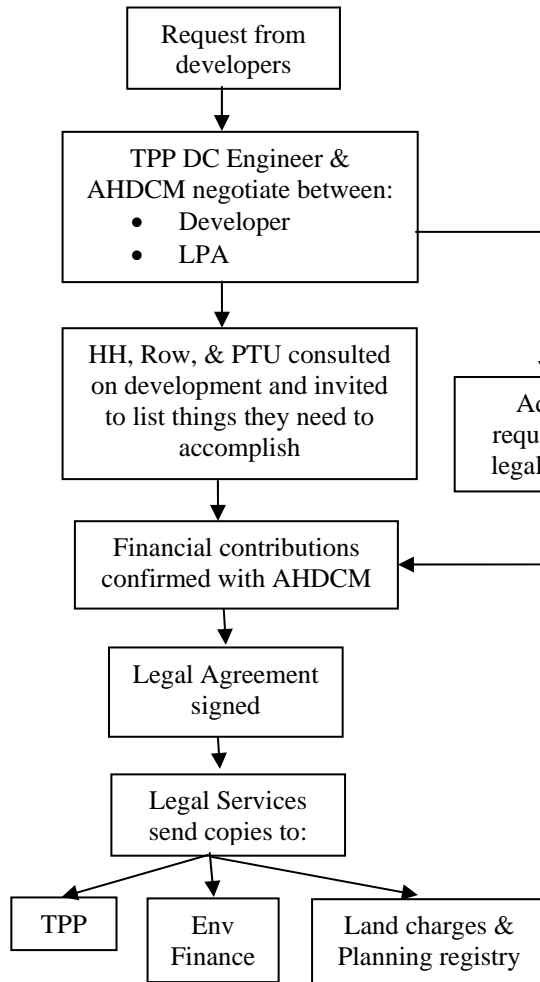 Request from
developers
TPP DC Engineer &
AHDCM negotiate between:
• Developer
• LPA
HH, Row, & PTU consulted
on development and invited
to list things they need to
accomplish
Financial contributions
confirmed with AHDCM
Legal Agreement
signed
Legal Services
send copies to:
TPP
Env
Finance
Land charges &
Planning registry
legal